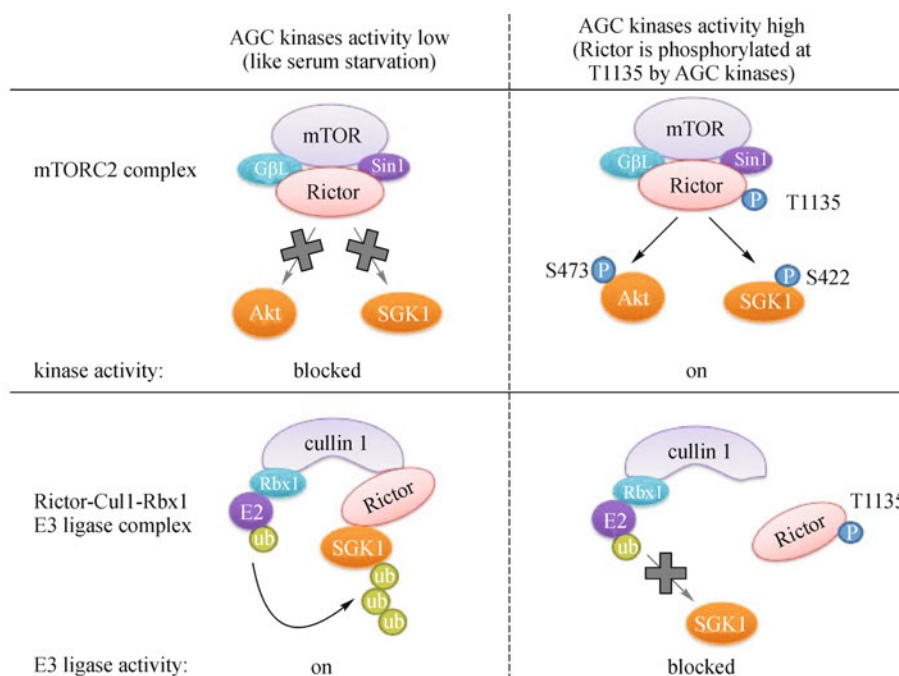 AGC kinases activity low
(like serum starvation)
AGC kinases activity high
(Rictor is phosphorylated at
T1135 by AGC kinases)
mTORC2 complex
mTOR
GβL
Sin1
Rictor
Akt
SGK1
mTOR
GβL
Sin1
Rictor
P
T1135
S473
P
Akt
P
S422
SGK1
kinase activity:
blocked
on
Rictor-Cul1-Rbx1
E3 ligase complex
cullin 1
Rbx1
Rictor
E2
ub
SGK1
ub
ub
ub
cullin 1
Rbx1
E2
ub
T1135
Rictor
P
SGK1
E3 ligase activity:
on
blocked